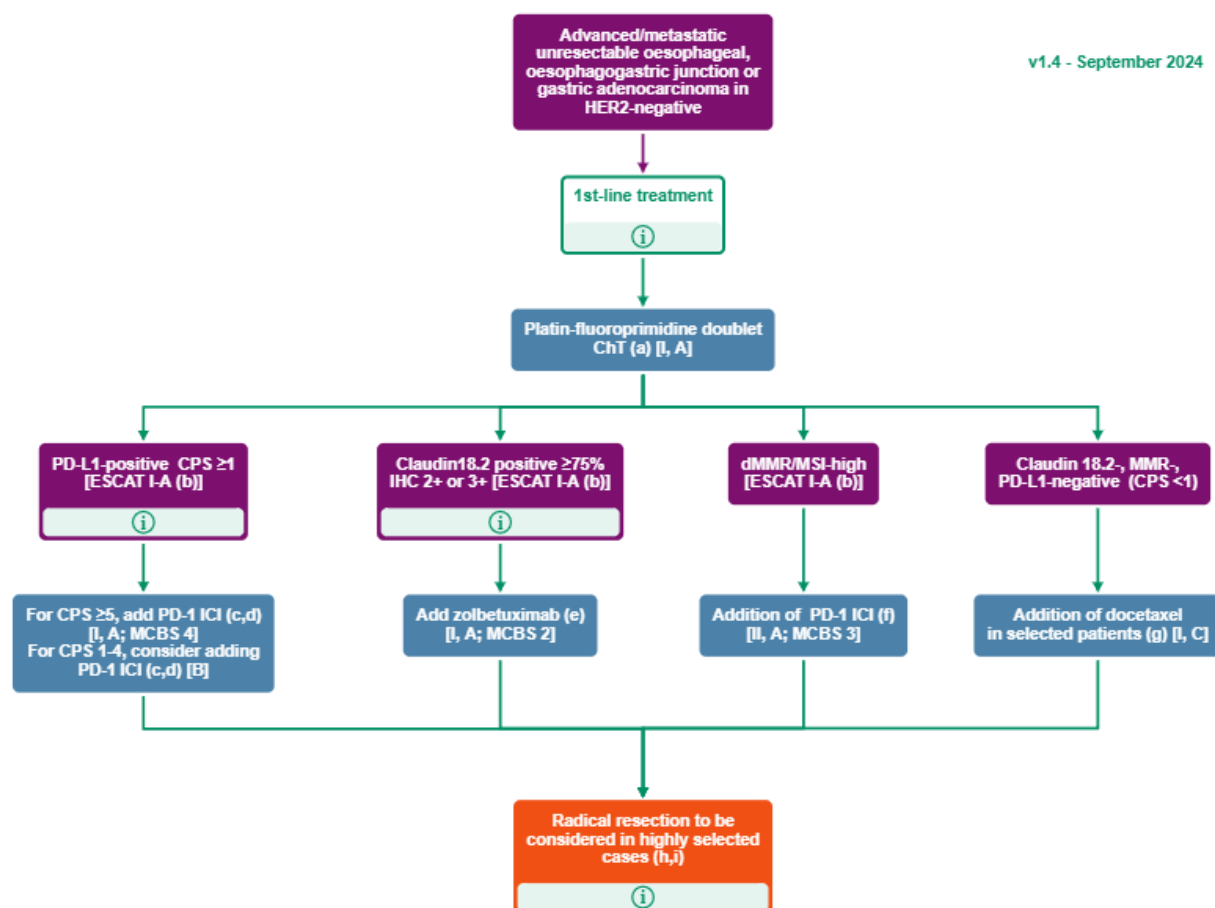 Advanced/metastatic
unresectable oesophageal,
oesophagogastric junction or
gastric adenocarcinoma in
HER2-negative
v1.4 - September 2024
1st-line treatment
i
Platin-fluoroprimidine doublet
ChT (a) [I, A]
PD-L1-positive CPS ≥1
[ESCAT I-A (b)]
i
Claudin18.2 positive ≥75%
IHC 2+ or 3+ [ESCAT I-A (b)]
i
dMMR/MSI-high
[ESCAT I-A (b)]
Claudin 18.2-, MMR-,
PD-L1-negative (CPS <1)
For CPS ≥5, add PD-1 ICI (c,d)
[I, A; MCBS 4]
For CPS 1-4, consider adding
PD-1 ICI (c,d) [B]
Add zolbetuximab (e)
[I, A; MCBS 2]
Addition of PD-1 ICI (f)
[II, A; MCBS 3]
Addition of docetaxel
in selected patients (g) [I, C]
Radical resection to be
considered in highly selected
cases (h,i)
i